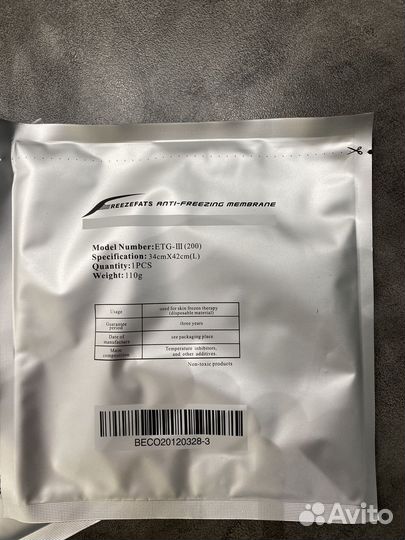 FREEZEFATS ANTI-FREEZING MEMBRANE
Model Number:ETG-III(200)
Specification: 34cmX42cm(L)
Quantity:1PCS
Weight:110g
Usage used for skin frozen therapy
(disposable material)
Guarantee
period three years
Date of
manufacture see packaging place
Main
composition Temperature inhibitors,
and other additives.
Non-toxic products
BECO20120328-3
Avito